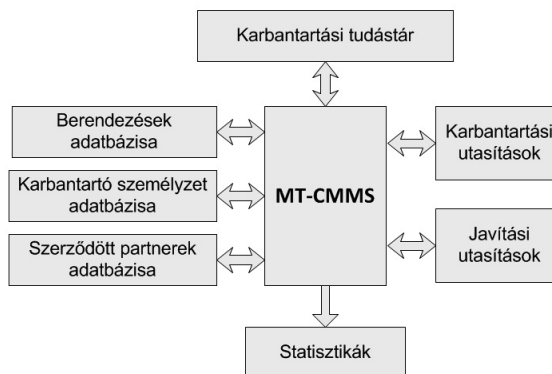 Karbantartási tudástár
Berendezések
adatbázisa
Karbantartó személyzet
adatbázisa
Szerződött partnerek
adatbázisa
MT-CMMS
Karbantartási
utasítások
Javítási
utasítások
Statisztikák